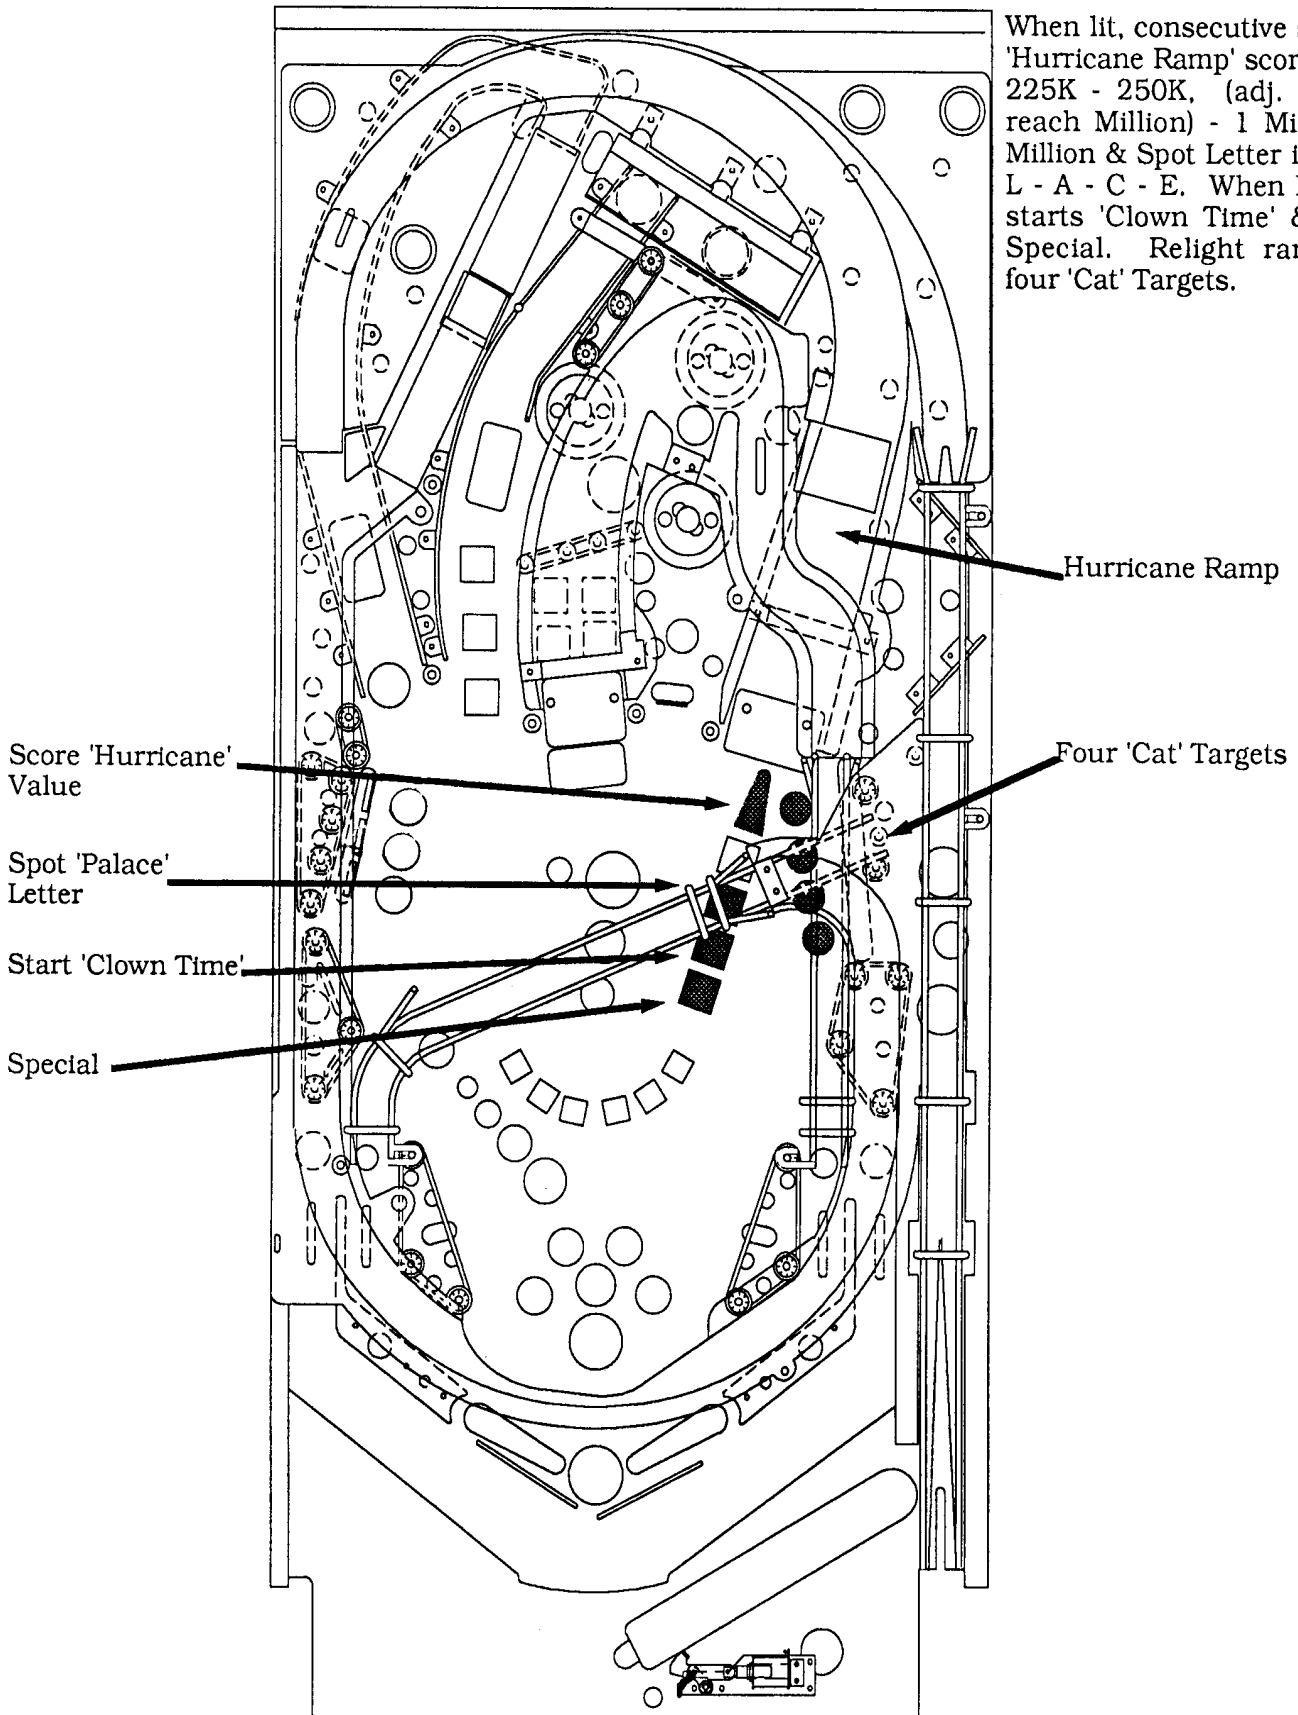 When lit, consecutive
'Hurricane Ramp' scor
225K - 250K, (adj.
reach Million) - 1 Mi
Million & Spot Letter i
L - A - C - E. When
starts 'Clown Time' &
Special. Relight ra
four 'Cat' Targets.
Hurricane Ramp
Score 'Hurricane'
Value
Four 'Cat' Targets
Spot 'Palace'
Letter
Start 'Clown Time'
Special